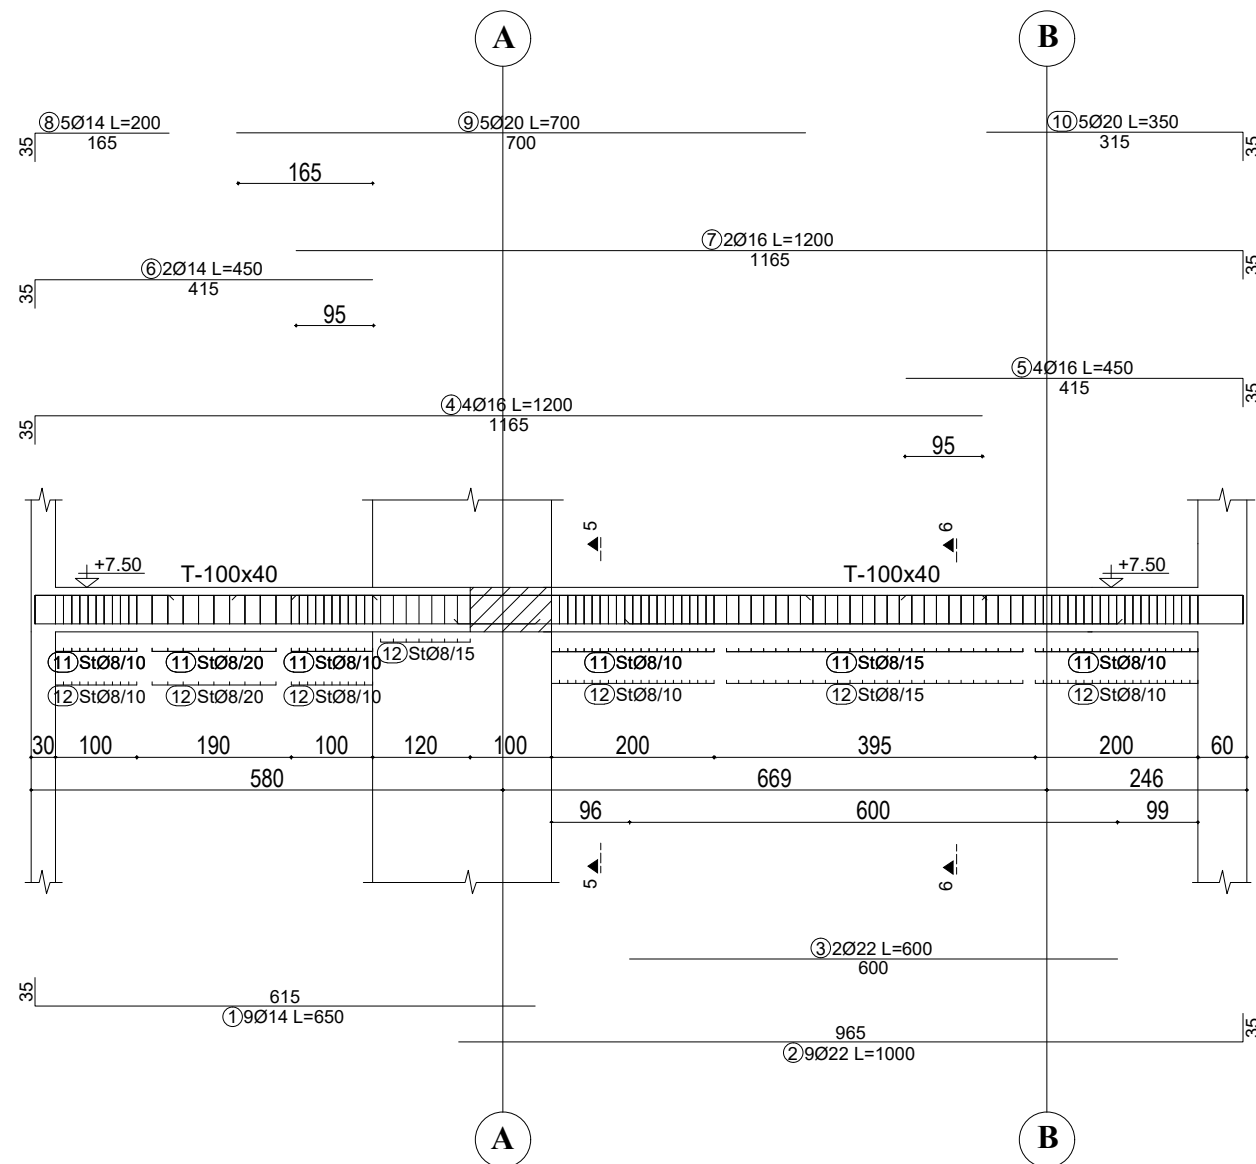 A
B
⑧5Ø14 L=200
165
35
⑨5Ø20 L=700
700
⑩5Ø20 L=350
315
35
165
⑦2Ø16 L=1200
1165
35
⑥2Ø14 L=450
415
35
95
⑤4Ø16 L=450
415
35
④4Ø16 L=1200
1165
35
95
5
6
+7.50
T-100x40
T-100x40
+7.50
⑫StØ8/15
⑪StØ8/10
⑪StØ8/20
⑪StØ8/10
⑪StØ8/10
⑪StØ8/15
⑪StØ8/10
⑫StØ8/10
⑫StØ8/20
⑫StØ8/10
⑫StØ8/10
⑫StØ8/15
⑫StØ8/10
30 100 190 100 120 100 200 395 200 60
580 669 246
96 600 99
5
6
③2Ø22 L=600
600
35
615
①9Ø14 L=650
965
35
②9Ø22 L=1000
A
B